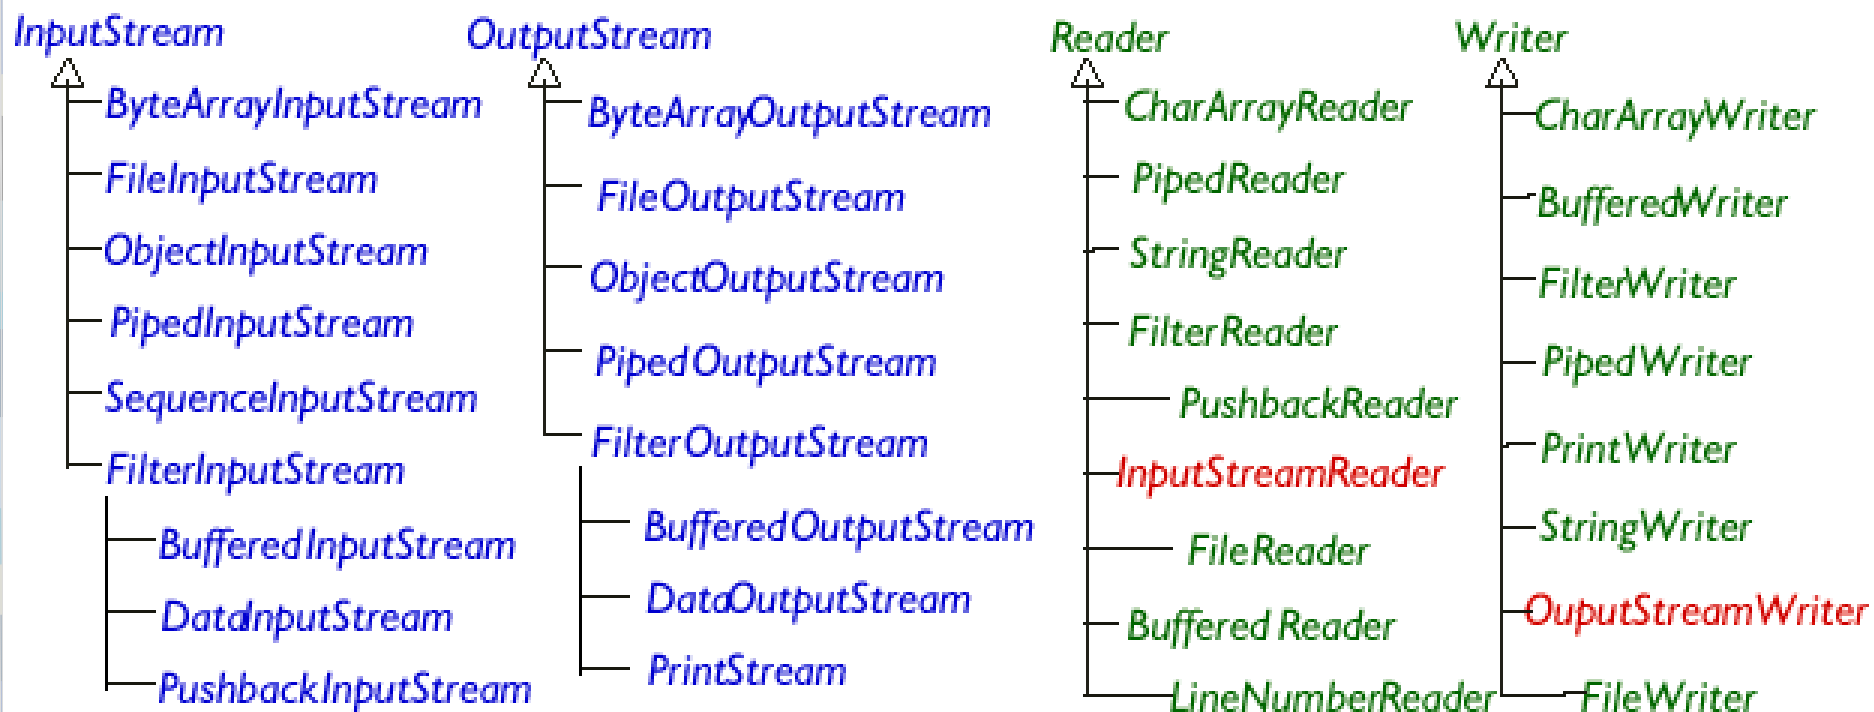 InputStream
ByteArrayInputStream
FileInputStream
ObjectInputStream
PipedInputStream
SequenceInputStream
FilterInputStream
BufferedInputStream
DataInputStream
PushbackInputStream
OutputStream
ByteArrayOutputStream
FileOutputStream
ObjectOutputStream
PipedOutputStream
FilterOutputStream
BufferedOutputStream
DataOutputStream
PrintStream
Reader
CharArrayReader
PipedReader
StringReader
FilterReader
PushbackReader
InputStreamReader
FileReader
Buffered Reader
LineNumberReader
Writer
CharArrayWriter
BufferedWriter
FilterWriter
PipedWriter
PrintWriter
StringWriter
OuputStreamWriter
FileWriter